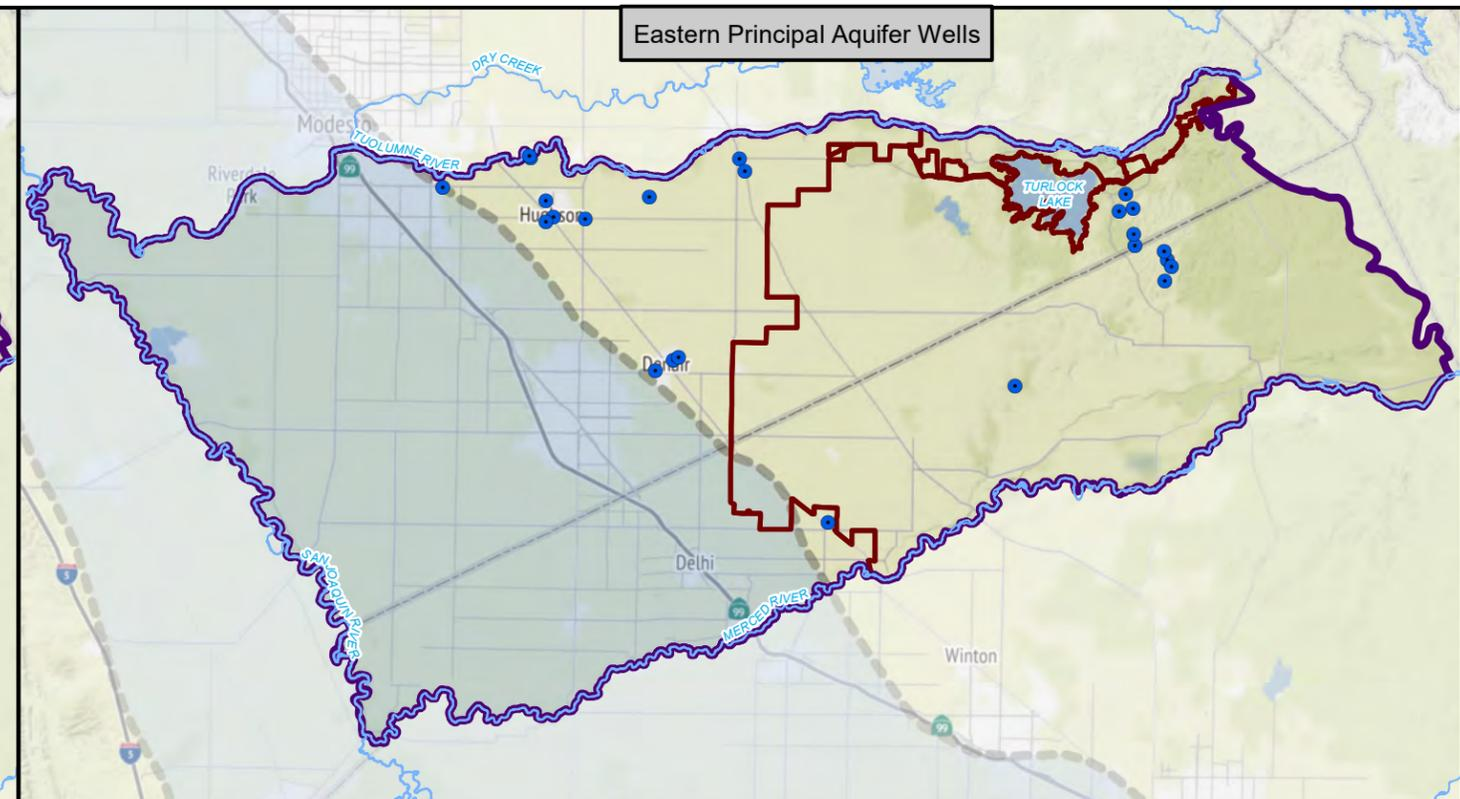 Eastern Principal Aquifer Wells
DRY CREEK
Modesto
TUOLUMNE RIVER
99
Riverdale
Park
TURLOCK
LAKE
Denair
Delhi
99
SAN JOAQUIN RIVER
MERCED RIVER
5
Winton
99
5